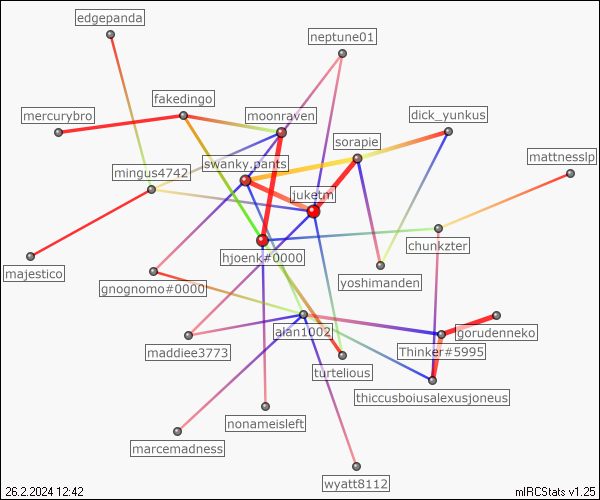 edgepanda
neptune01
fakedingo
mercurybro
moonraven
dick_yunkus
sorapie
mattnesslp
swanky.pants
mingus4742
juketm
chunkzter
hjoenk#0000
majestico
yoshimanden
gnognomo#0000
alan1002
gorudenneko
maddiee3773
Thinker#5995
turtelious
thiccusboiusalexusjoneus
nonameisleft
marcemadness
wyatt8112
26.2.2024 12:42
mIRCStats v1.25